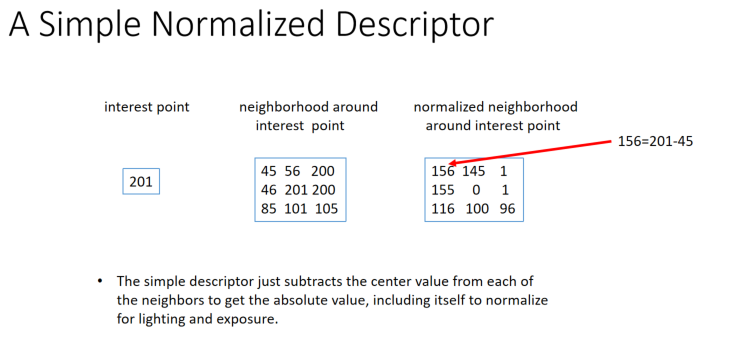 A Simple Normalized Descriptor
interest point
neighborhood around
interest point
normalized neighborhood
around interest point
156=201-45
201
45 56 200
46 201 200
85 101 105
156 145 1
155 0 1
116 100 96
• The simple descriptor just subtracts the center value from each of
the neighbors to get the absolute value, including itself to normalize
for lighting and exposure.